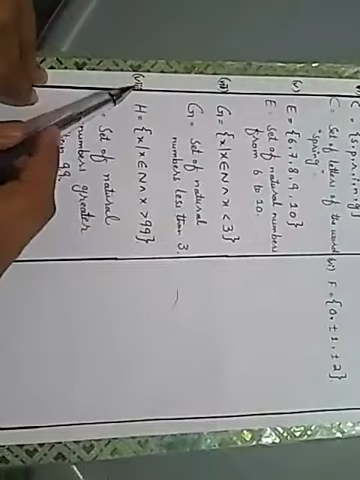 C = {s, p, r, i, n, g}
C: Set of letters of the word
"spring"
(v) E = {6, 7, 8, 9, 10}
E: Set of natural numbers
from 6 to 10.
(vi) F = {0, ±1, ±2}
(vii) G = {x|x∈N∧x<3}
G = Set of natural
numbers less than 3.
H = {x|x∈N∧x>99}
= Set of natural
numbers greater
99.